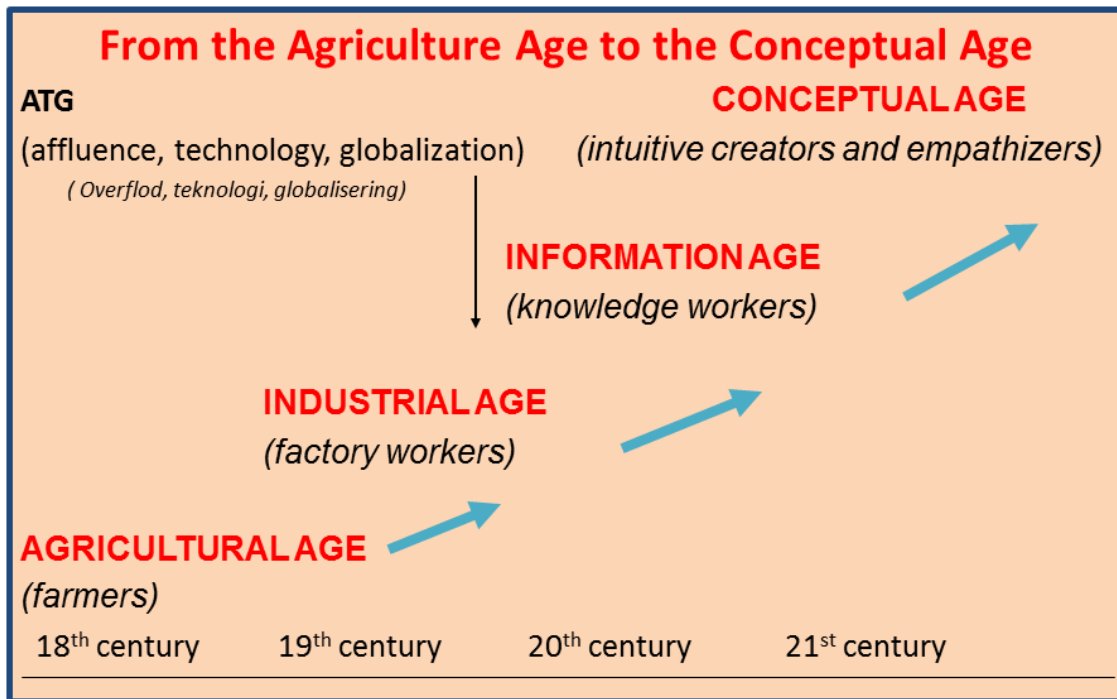 From the Agriculture Age to the Conceptual Age
ATG
CONCEPTUAL AGE
(affluence, technology, globalization)
(intuitive creators and empathizers)
( Overflod, teknologi, globalisering)
INFORMATION AGE
(knowledge workers)
INDUSTRIAL AGE
(factory workers)
AGRICULTURAL AGE
(farmers)
18th century 19th century 20th century 21st century